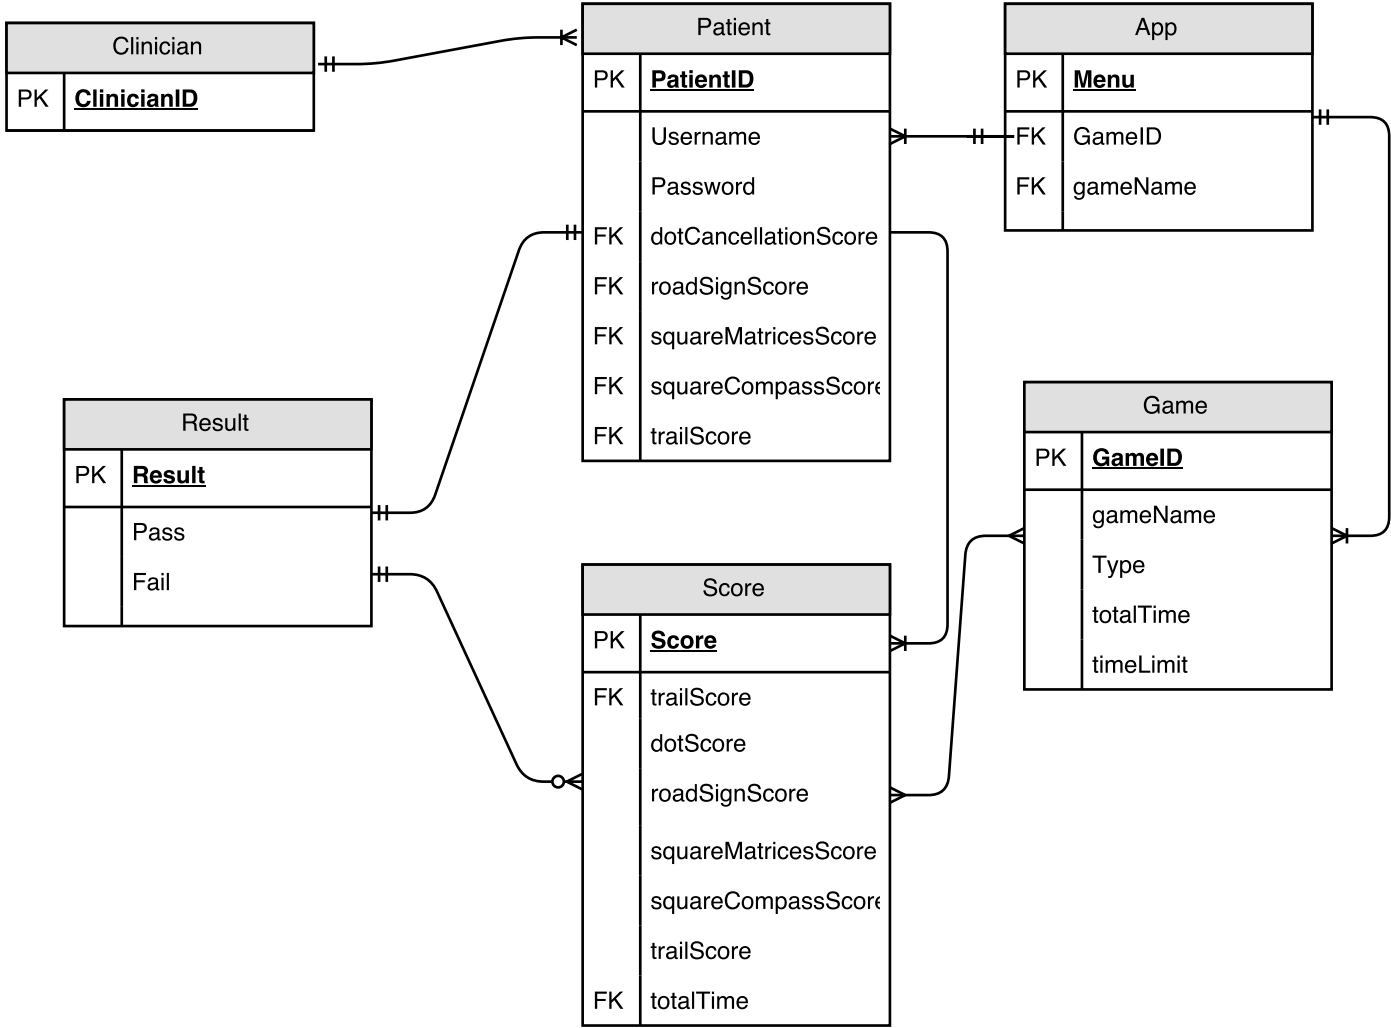 Clinician
PK ClinicianID
Patient
PK PatientID
Username
Password
FK dotCancellationScore
FK roadSignScore
FK squareMatricesScore
FK squareCompassScore
FK trailScore
App
PK Menu
FK GameID
FK gameName
Result
PK Result
Pass
Fail
Game
PK GameID
gameName
Type
totalTime
timeLimit
Score
PK Score
FK trailScore
dotScore
roadSignScore
squareMatricesScore
squareCompassScore
trailScore
FK totalTime